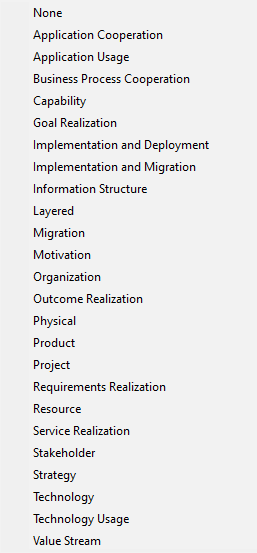 None
Application Cooperation
Application Usage
Business Process Cooperation
Capability
Goal Realization
Implementation and Deployment
Implementation and Migration
Information Structure
Layered
Migration
Motivation
Organization
Outcome Realization
Physical
Product
Project
Requirements Realization
Resource
Service Realization
Stakeholder
Strategy
Technology
Technology Usage
Value Stream